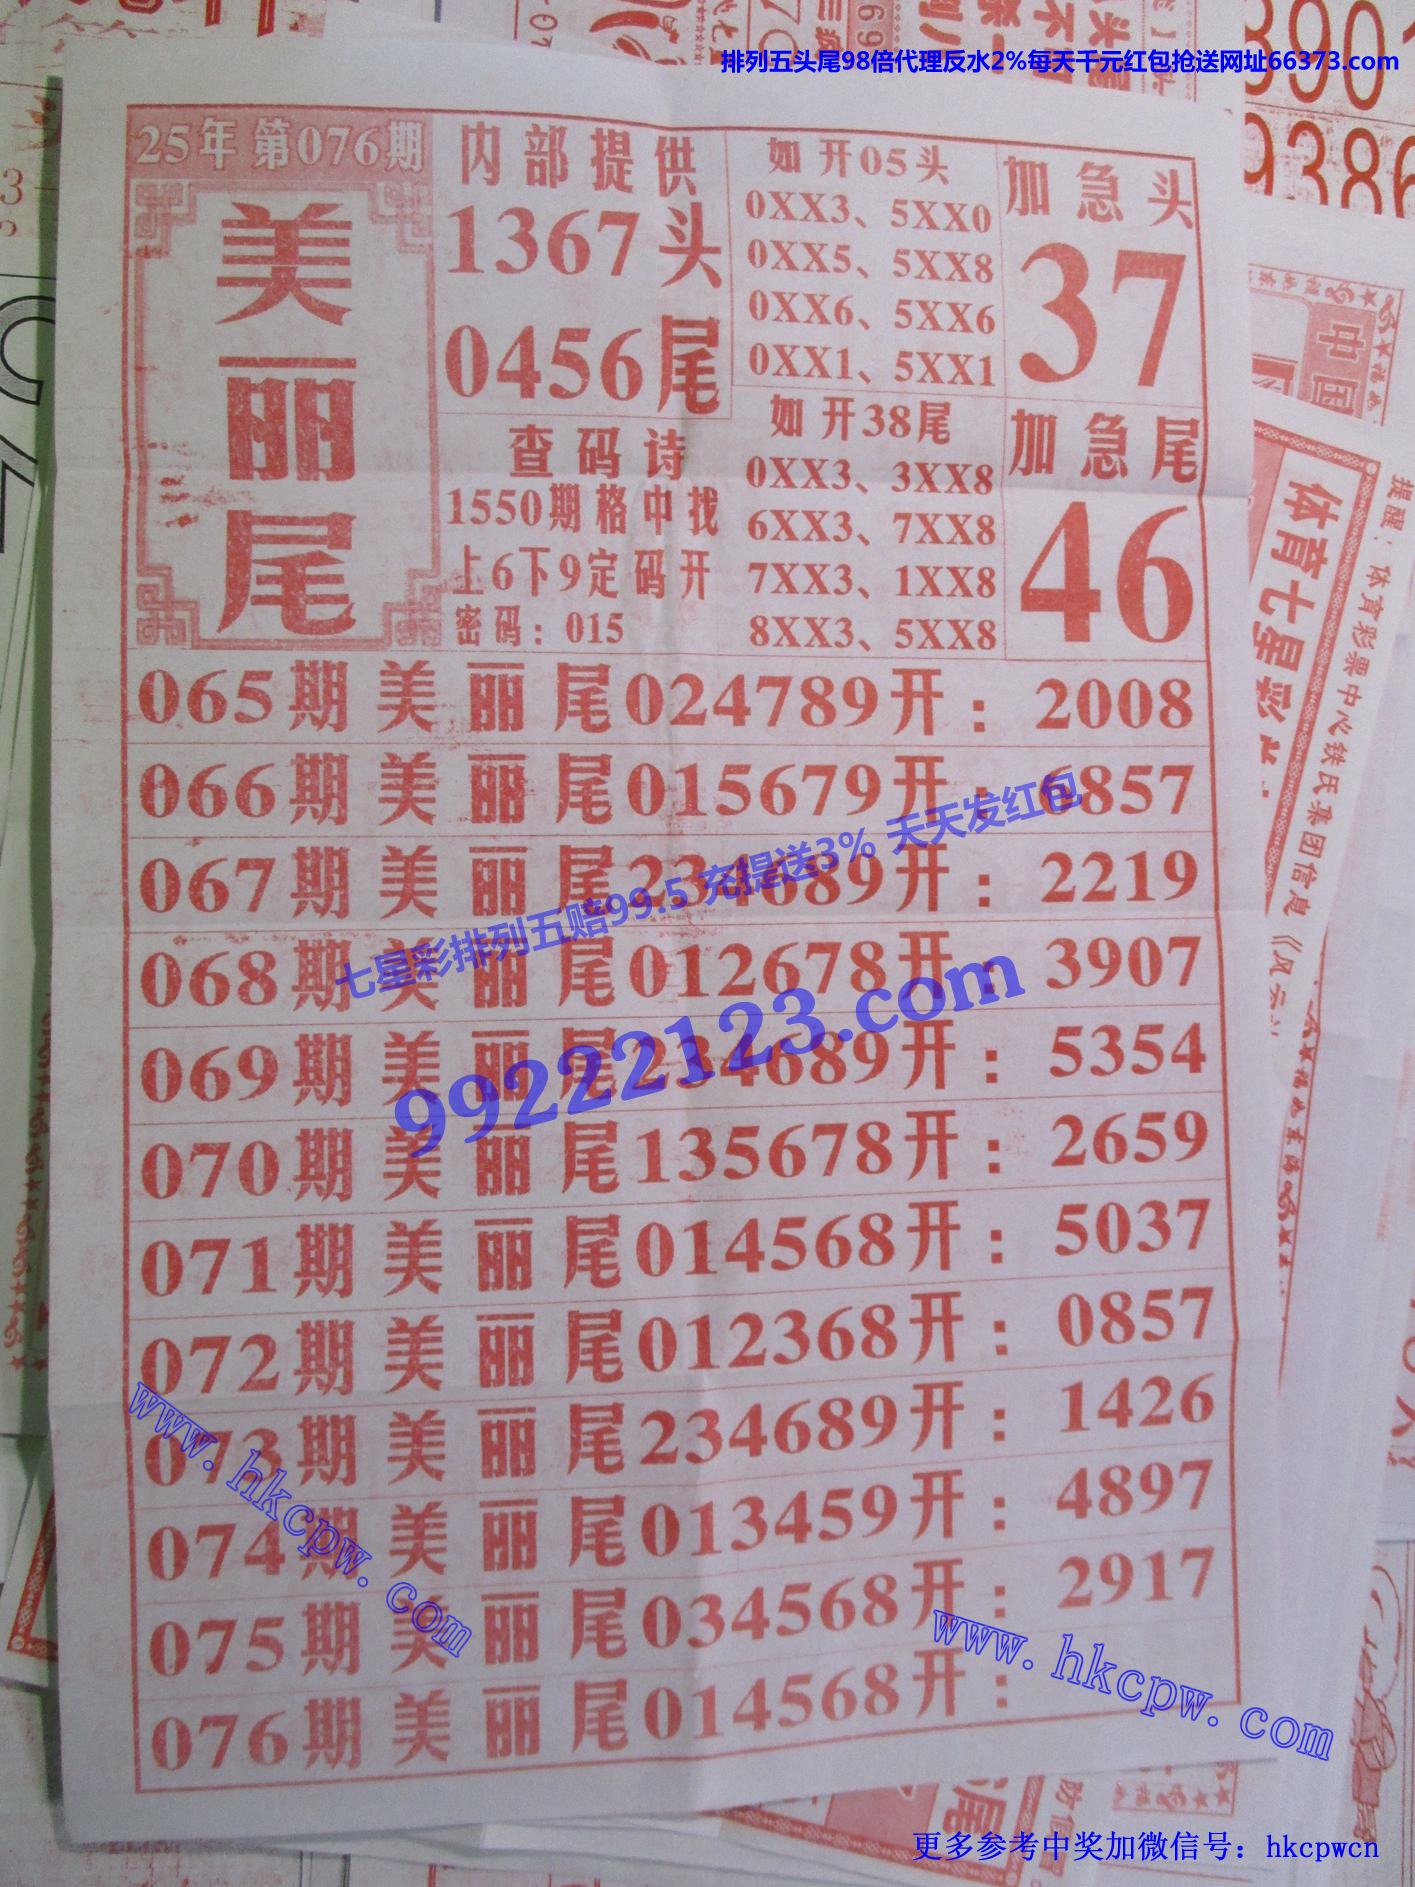 排列五头尾98倍代理反水2%每天千元红包抢送网址66373.com
25年 第076期
美丽尾
内部提供
1367头
0456尾
查码诗
1550期格中找
上6下9定码开
密码：015
如开05头
0XX3、5XX0
0XX5、5XX8
0XX6、5XX6
0XX1、5XX1
如开38尾
0XX3、3XX8
6XX3、7XX8
7XX3、1XX8
8XX3、5XX8
加急头
37
加急尾
46
065期美丽尾024789开：2008
066期美丽尾015679开：6857
067期美丽尾234689开：2219
068期美丽尾012678开：3907
069期美丽尾234689开：5354
070期美丽尾135678开：2659
071期美丽尾014568开：5037
072期美丽尾012368开：0857
073期美丽尾234689开：1426
074期美丽尾013459开：4897
075期美丽尾034568开：2917
076期美丽尾014568开：
七星彩排列五赔99.5 充提送3% 天天发红包
99222123.com
www.hkcpw.com
www.hkcpw.com
中国
体育七星彩
提醒：体育彩票中心铁氏集团信息《风
更多参考中奖加微信号：hkcpwcn